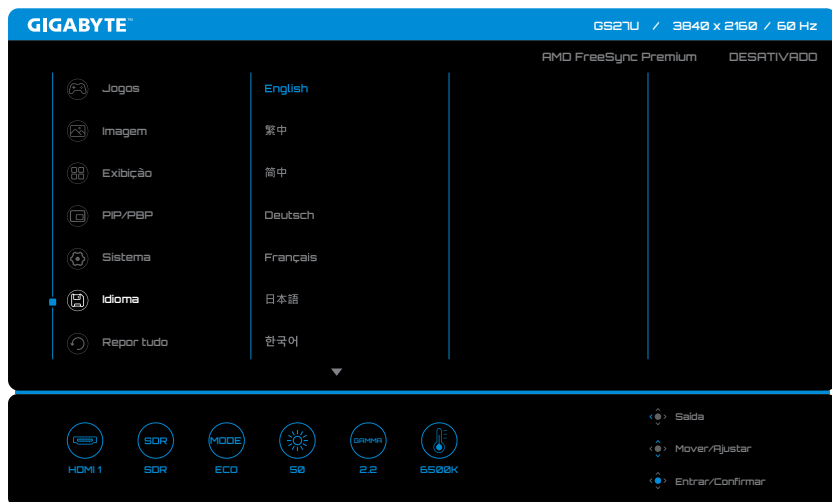 GIGABYTE™
GS27U / 3840 x 2160 / 60 Hz
AMD FreeSync Premium DESATIVADO
Jogos
Imagem
Exibição
PIP/PBP
Sistema
Idioma
Repor tudo
English
繁中
简中
Deutsch
Français
日本語
한국어
HDMI 1
SDR
SDR
MODE
ECO
50
GAMMA
2.2
6500K
Saída
Mover/Ajustar
Entrar/Confirmar